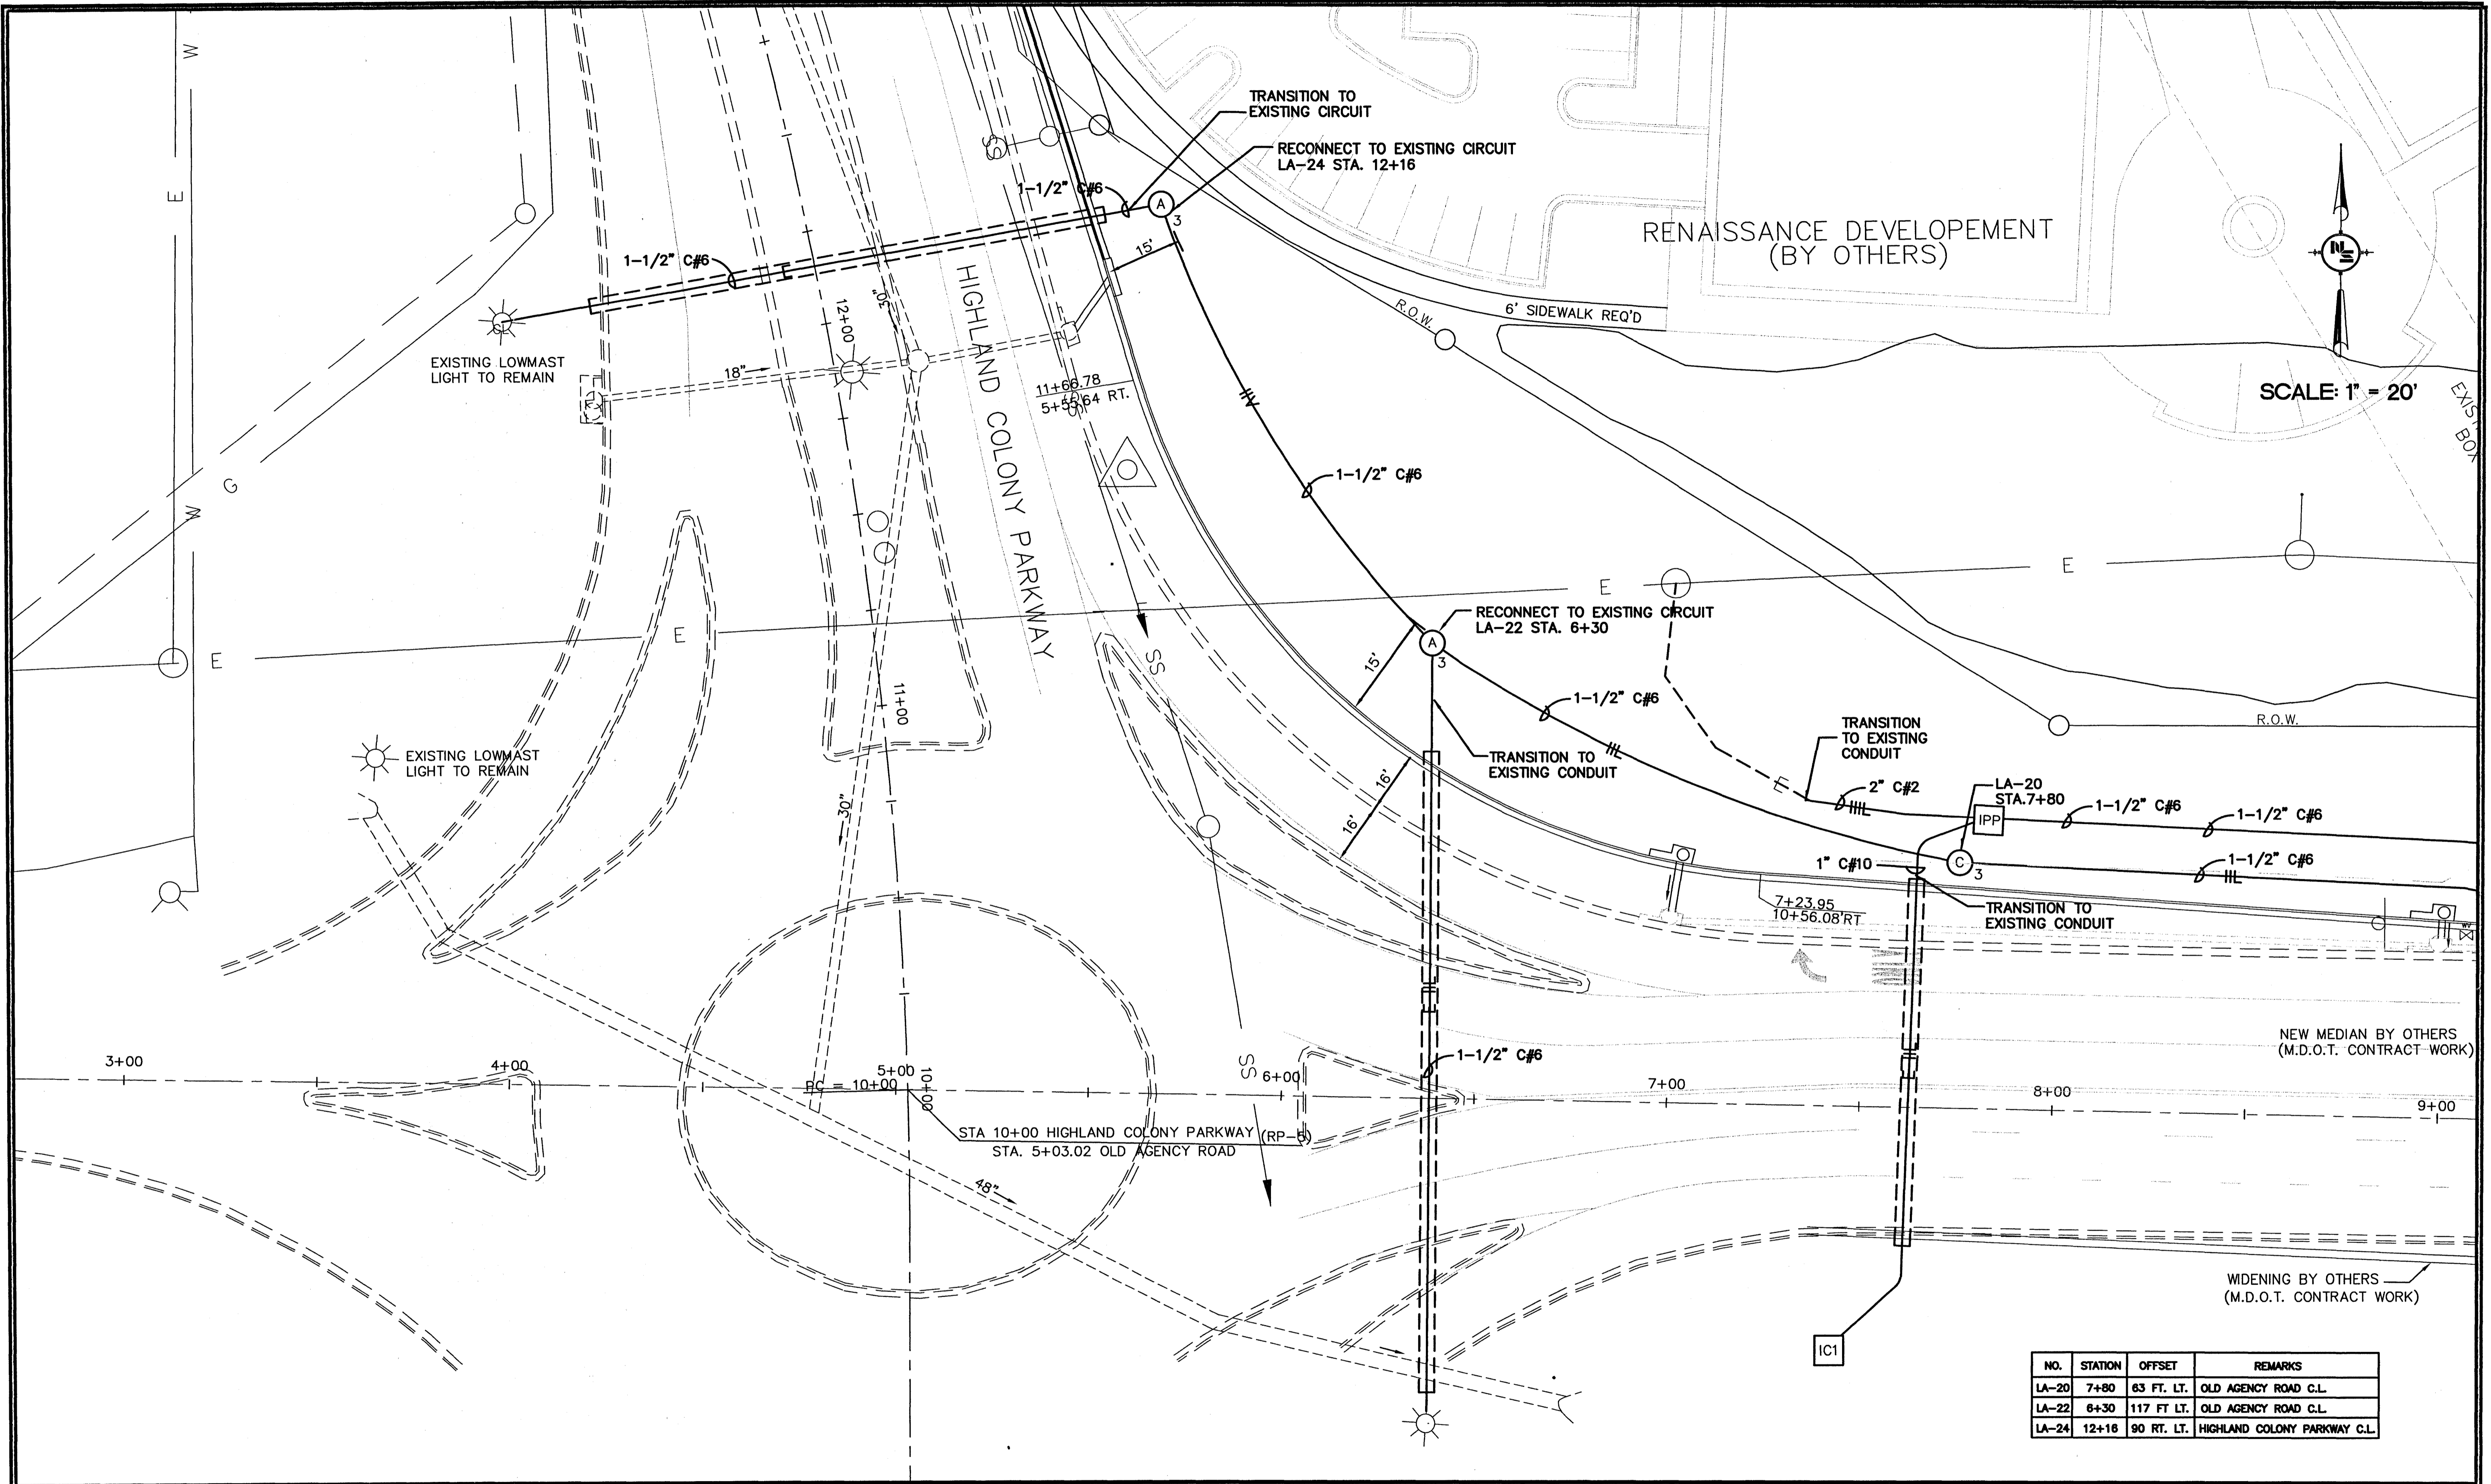 W
E
W
G
E
E
E
E
TRANSITION TO
EXISTING CIRCUIT
RECONNECT TO EXISTING CIRCUIT
LA-24 STA. 12+16
1-1/2" C#6
A
3
15'
1-1/2" C#6
E
SL
EXISTING LOWMAST
LIGHT TO REMAIN
12+00
30"
18"
HIGHLAND COLONY PARKWAY
SS
11+66.78
5+55.64 RT.
RENAISSANCE DEVELOPEMENT
(BY OTHERS)
R.O.W.
6' SIDEWALK REQ'D
NS
SCALE: 1" = 20'
1-1/2" C#6
RECONNECT TO EXISTING CIRCUIT
LA-22 STA. 6+30
A
3
15'
SS
11+00
EXISTING LOWMAST
LIGHT TO REMAIN
30"
1-1/2" C#6
TRANSITION TO
EXISTING CONDUIT
16'
16'
R.O.W.
TRANSITION
TO EXISTING
CONDUIT
E
2" C#2
LA-20
STA.7+80
IPP
1-1/2" C#6
1-1/2" C#6
1" C#10
C
3
1-1/2" C#6
7+23.95
10+56.08'RT
TRANSITION TO
EXISTING CONDUIT
WV
NEW MEDIAN BY OTHERS
(M.D.O.T. CONTRACT WORK)
3+00
4+00
5+00
PC = 10+00
10+00
SS
6+00
1-1/2" C#6
7+00
8+00
9+00
STA 10+00 HIGHLAND COLONY PARKWAY (RP-5)
STA. 5+03.02 OLD AGENCY ROAD
48"
WIDENING BY OTHERS
(M.D.O.T. CONTRACT WORK)
IC1
NO. STATION OFFSET REMARKS
LA-20 7+80 63 FT. LT. OLD AGENCY ROAD C.L.
LA-22 6+30 117 FT LT. OLD AGENCY ROAD C.L.
LA-24 12+16 90 RT. LT. HIGHLAND COLONY PARKWAY C.L.